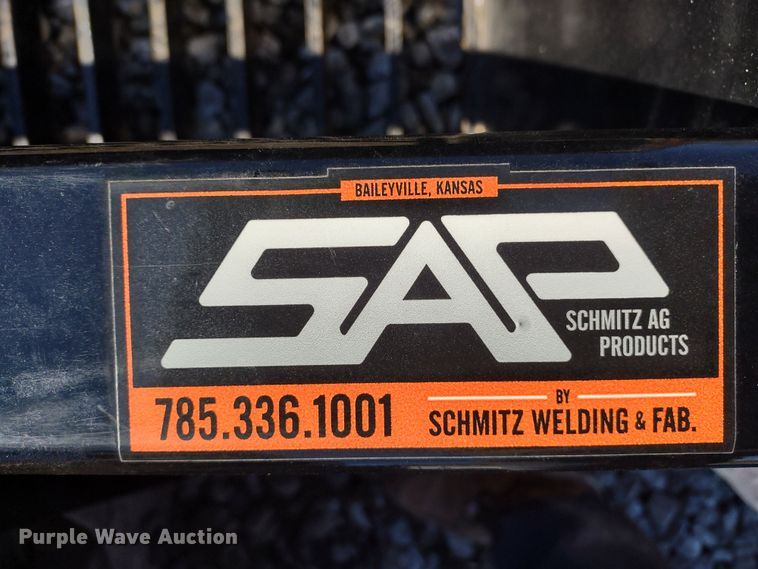 BAILEYVILLE, KANSAS
SAP
SCHMITZ AG
PRODUCTS
785.336.1001
BY
SCHMITZ WELDING & FAB.
Purple Wave Auction